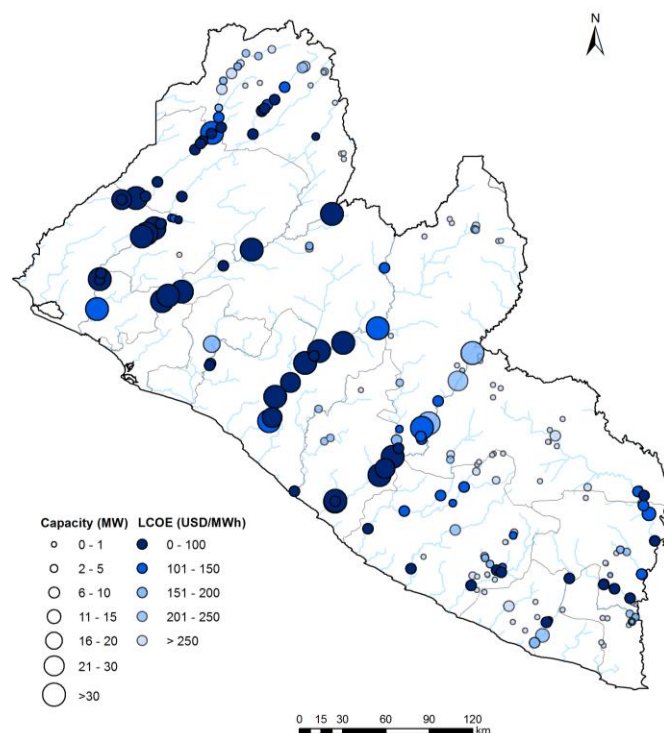 N
Capacity (MW) LCOE (USD/MWh)
0 - 1 0 - 100
2 - 5 101 - 150
6 - 10 151 - 200
11 - 15 201 - 250
16 - 20 > 250
21 - 30
>30
0 15 30 60 90 120
km